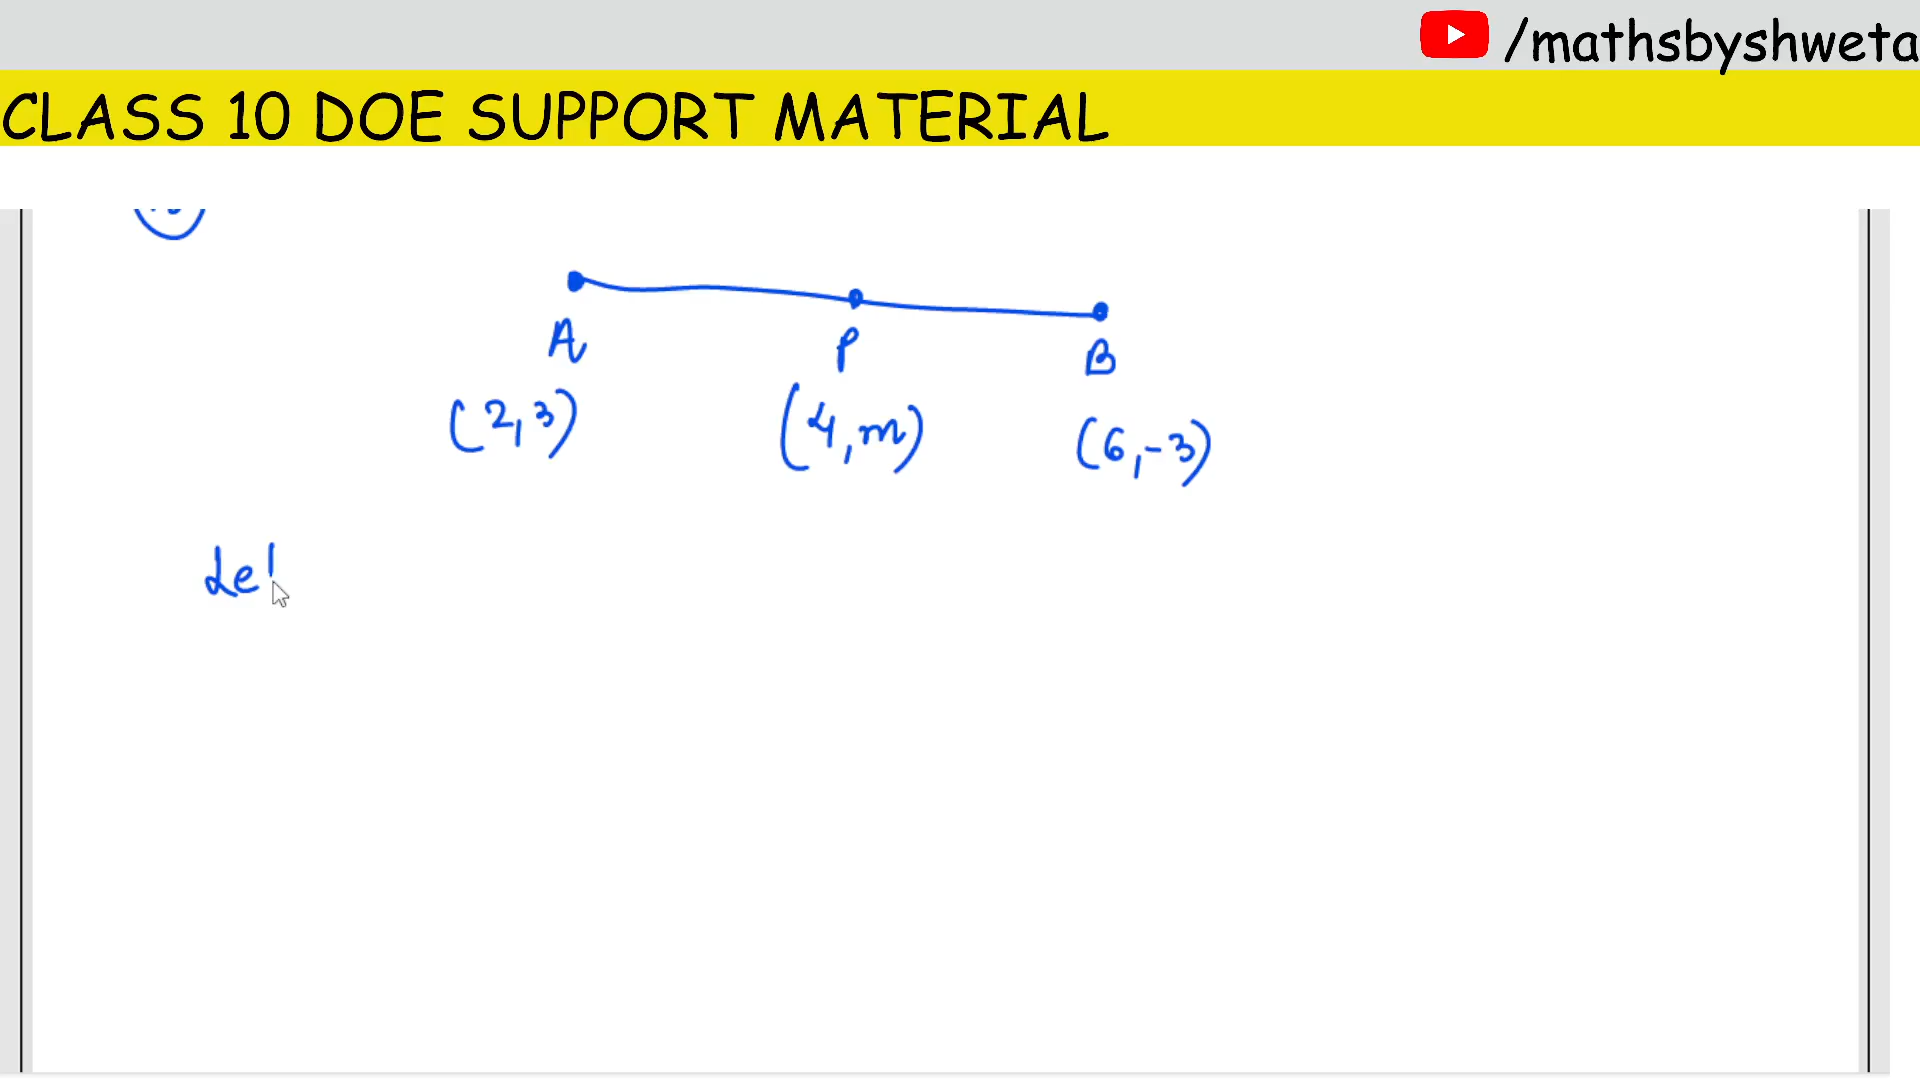 /mathsbyshweta
CLASS 10 DOE SUPPORT MATERIAL
A P B
(2,3) (4,m) (6,-3)
Let